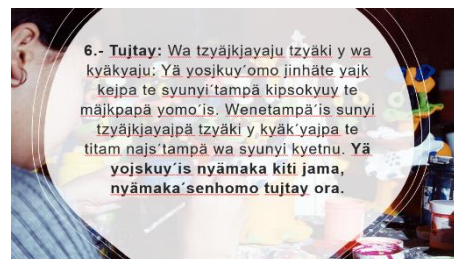 6.- Tujtay: Wa tzyäjkjayaju tzyäki y wa
kyäkyaju: Yä yosjkuy´omo jinhäte yajk
kejpa te syunyi´tampä kipsokyuy te
mäjkpapä yomo´is. Wenetampä´is sunyi
tzyäjkjayajpä tzyäki y kyäk´yajpa te
titam najs´tampä wa syunyi kyetnu. Yä
yojskuy´is nyämaka kiti jama,
nyämaka´senhomo tujtay ora.